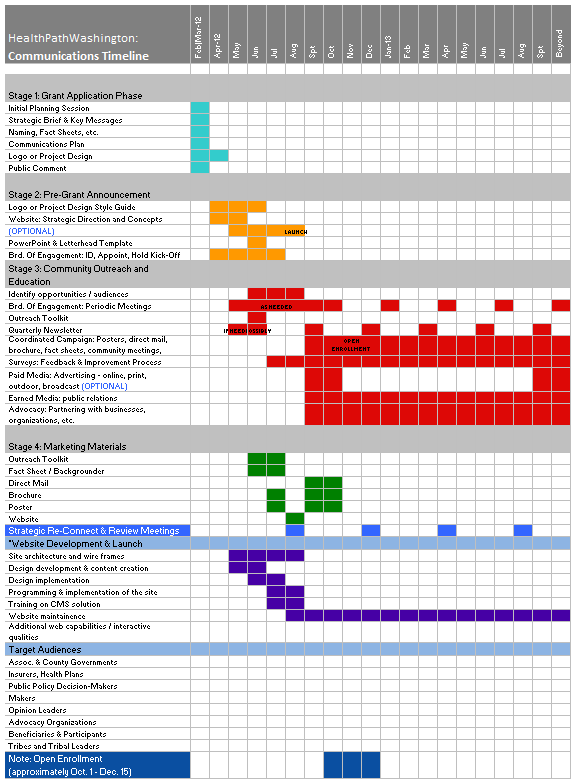 HealthPathWashington:
Communications Timeline
Feb|Mar-12
Apr-12
May
Jun
Jul
Aug
Spt
Oct
Nov
Dec
Jan-13
Feb
Mar
Apr
May
Jun
Jul
Aug
Spt
Beyond
Stage 1: Grant Application Phase
Initial Planning Session
Strategic Brief & Key Messages
Naming, Fact Sheets, etc.
Communications Plan
Logo or Project Design
Public Comment
Stage 2: Pre-Grant Announcement
Logo or Project Design Style Guide
Website: Strategic Direction and Concepts
(OPTIONAL)
LAUNCH
PowerPoint & Letterhead Template
Brd. Of Engagement: ID, Appoint, Hold Kick-Off
Stage 3: Community Outreach and
Education
Identify opportunities / audiences
Brd. Of Engagement: Periodic Meetings
AS NEEDED
Outreach Toolkit
Quarterly Newsletter
Coordinated Campaign: Posters, direct mail,
brochure, fact sheets, community meetings,
OPEN
ENROLLMENT
Surveys: Feedback & Improvement Process
Paid Media: Advertising - online, print,
outdoor, broadcast (OPTIONAL)
Earned Media: public relations
Advocacy: Partnering with businesses,
organizations, etc.
Stage 4: Marketing Materials
Outreach Toolkit
Fact Sheet / Backgrounder
Direct Mail
Brochure
Poster
Website
Strategic Re-Connect & Review Meetings
*Website Development & Launch
Site architecture and wire frames
Design development & content creation
Design implementation
Programming & implementation of the site
Training on CMS solution
Website maintainence
Additional web capabilities / interactive
qualities
Target Audiences
Assoc. & County Governments
Insurers, Health Plans
Public Policy Decision-Makers
Makers
Opinion Leaders
Advocacy Organizations
Beneficiaries & Participants
Tribes and Tribal Leaders
Note: Open Enrollment
(approximately Oct. 1 - Dec. 15)